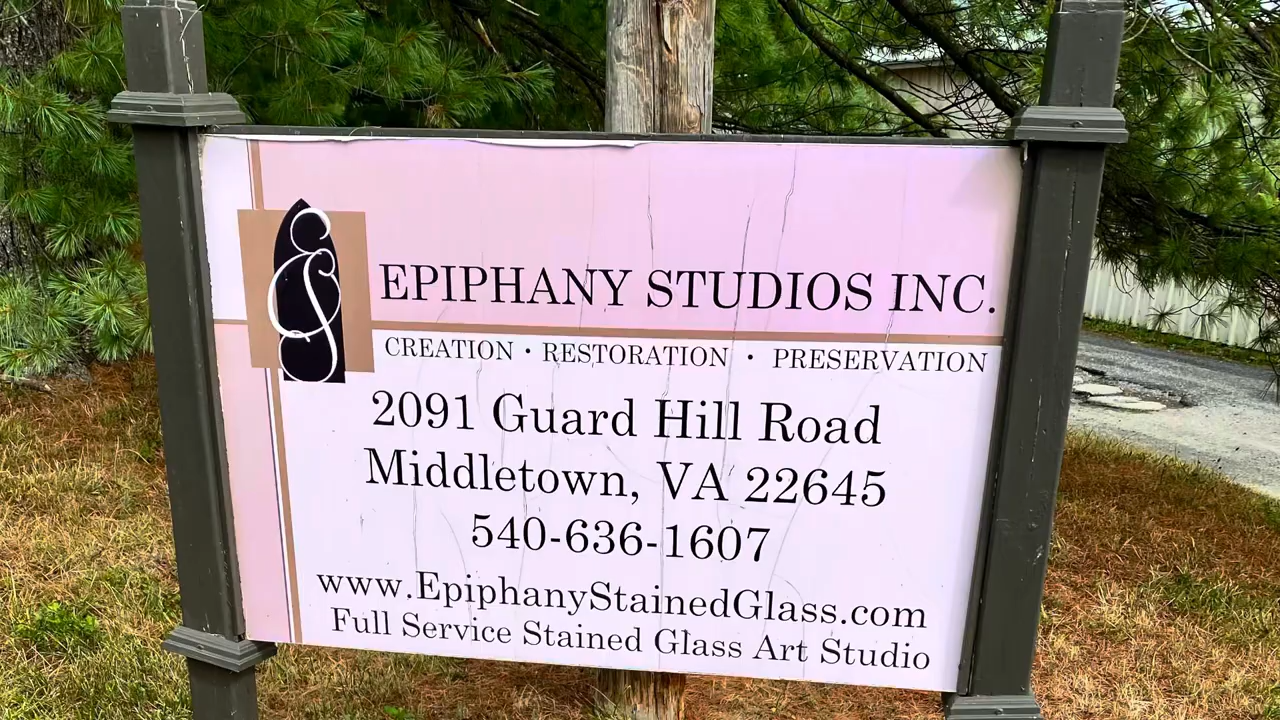 ES
EPIPHANY STUDIOS INC.
CREATION · RESTORATION · PRESERVATION
2091 Guard Hill Road
Middletown, VA 22645
540-636-1607
www.EpiphanyStainedGlass.com
Full Service Stained Glass Art Studio